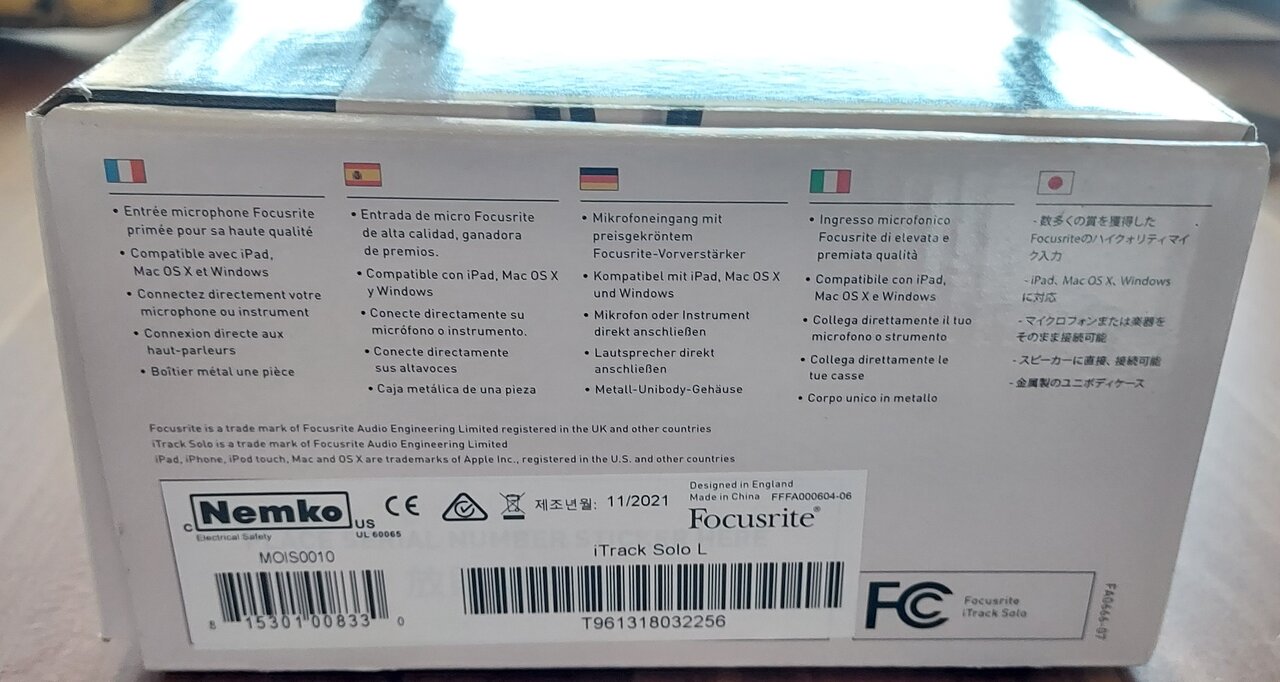 • Entrée microphone Focusrite
primée pour sa haute qualité
• Compatible avec iPad,
Mac OS X et Windows
• Connectez directement votre
microphone ou instrument
• Connexion directe aux
haut-parleurs
• Boîtier métal une pièce
• Entrada de micro Focusrite
de alta calidad, ganadora
de premios.
• Compatible con iPad, Mac OS X
y Windows
• Conecte directamente su
micrófono o instrumento.
• Conecte directamente
sus altavoces
• Caja metálica de una pieza
• Mikrofoneingang mit
preisgekröntem
Focusrite-Vorverstärker
• Kompatibel mit iPad, Mac OS X
und Windows
• Mikrofon oder Instrument
direkt anschließen
• Lautsprecher direkt
anschließen
• Metall-Unibody-Gehäuse
• Ingresso microfonico
Focusrite di elevata e
premiata qualità
• Compatibile con iPad,
Mac OS X e Windows
• Collega direttamente il tuo
microfono o strumento
• Collega direttamente le
tue casse
• Corpo unico in metallo
- 数多くの賞を獲得した
Focusriteのハイクォリティマイ
ク入力
- iPad、Mac OS X、Windows
に対応
- マイクロフォンまたは楽器を
そのまま接続可能
- スピーカーに直接、接続可能
- 金属製のユニボディケース
Focusrite is a trade mark of Focusrite Audio Engineering Limited registered in the UK and other countries
iTrack Solo is a trade mark of Focusrite Audio Engineering Limited
iPad, iPhone, iPod touch, Mac and OS X are trademarks of Apple Inc., registered in the U.S. and other countries
C Nemko US
Electrical Safety UL 60065
CE
제조년월: 11/2021
Designed in England
Made in China FFFA000604-06
Focusrite®
MOIS0010
iTrack Solo L
8 15301 00833 0
T961318032256
FC
Focusrite
iTrack Solo
FA0666-07